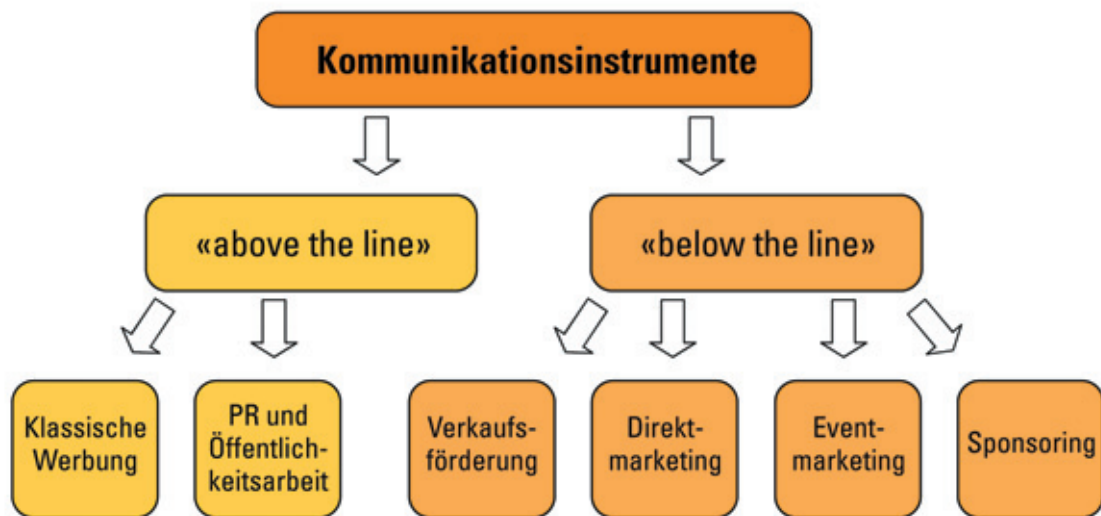 Kommunikationsinstrumente
«above the line»
«below the line»
Klassische
Werbung
PR und
Öffentlich-
keitsarbeit
Verkaufs-
förderung
Direkt-
marketing
Event-
marketing
Sponsoring